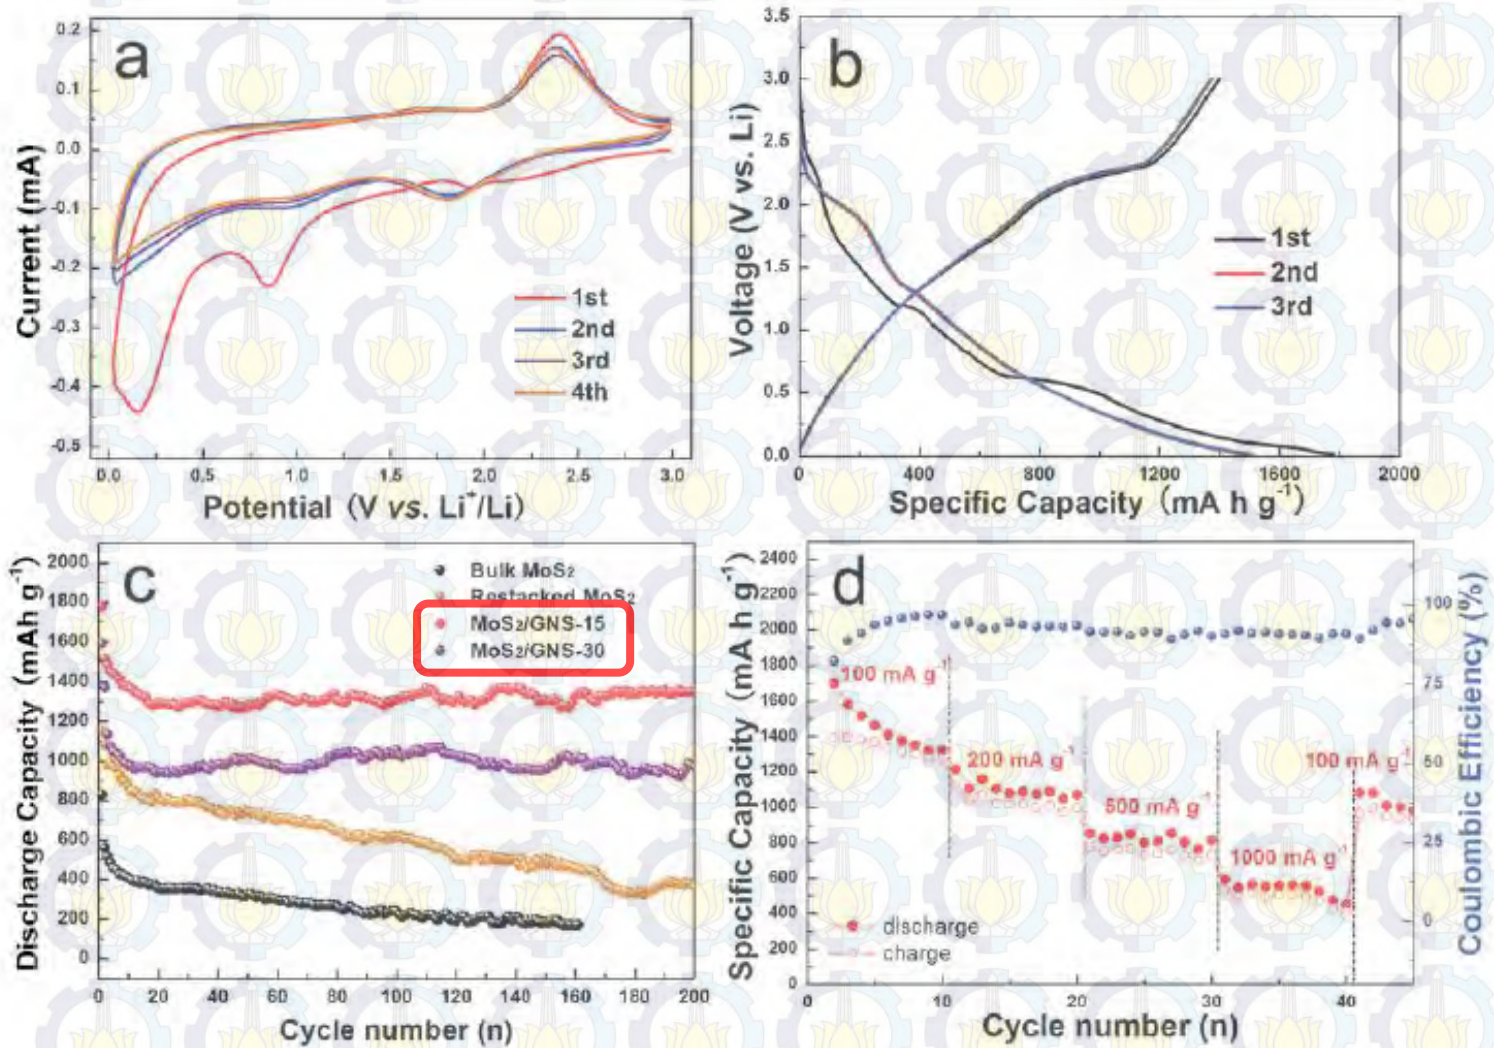 a
0.2
0.1
0.0
-0.1
-0.2
-0.3
-0.4
-0.5
Current (mA)
1st
2nd
3rd
4th
0.0 0.5 1.0 1.5 2.0 2.5 3.0
Potential (V vs. Li⁺/Li)
b
3.5
3.0
2.5
2.0
1.5
1.0
0.5
0.0
Voltage (V vs. Li)
1st
2nd
3rd
0 400 800 1200 1600 2000
Specific Capacity (mA h g⁻¹)
c
2000
1800
1600
1400
1200
1000
800
600
400
200
0
Discharge Capacity (mAh g⁻¹)
Bulk MoS₂
Restacked MoS₂
MoS₂/GNS-15
MoS₂/GNS-30
0 20 40 60 80 100 120 140 160 180 200
Cycle number (n)
d
2400
2200
2000
1800
1600
1400
1200
1000
800
600
400
200
0
Specific Capacity (mA h g⁻¹)
100 mA g⁻¹
200 mA g⁻¹
500 mA g⁻¹
1000 mA g⁻¹
100 mA g⁻¹
discharge
charge
100
75
50
25
0
Coulombic Efficiency (%)
0 10 20 30 40
Cycle number (n)